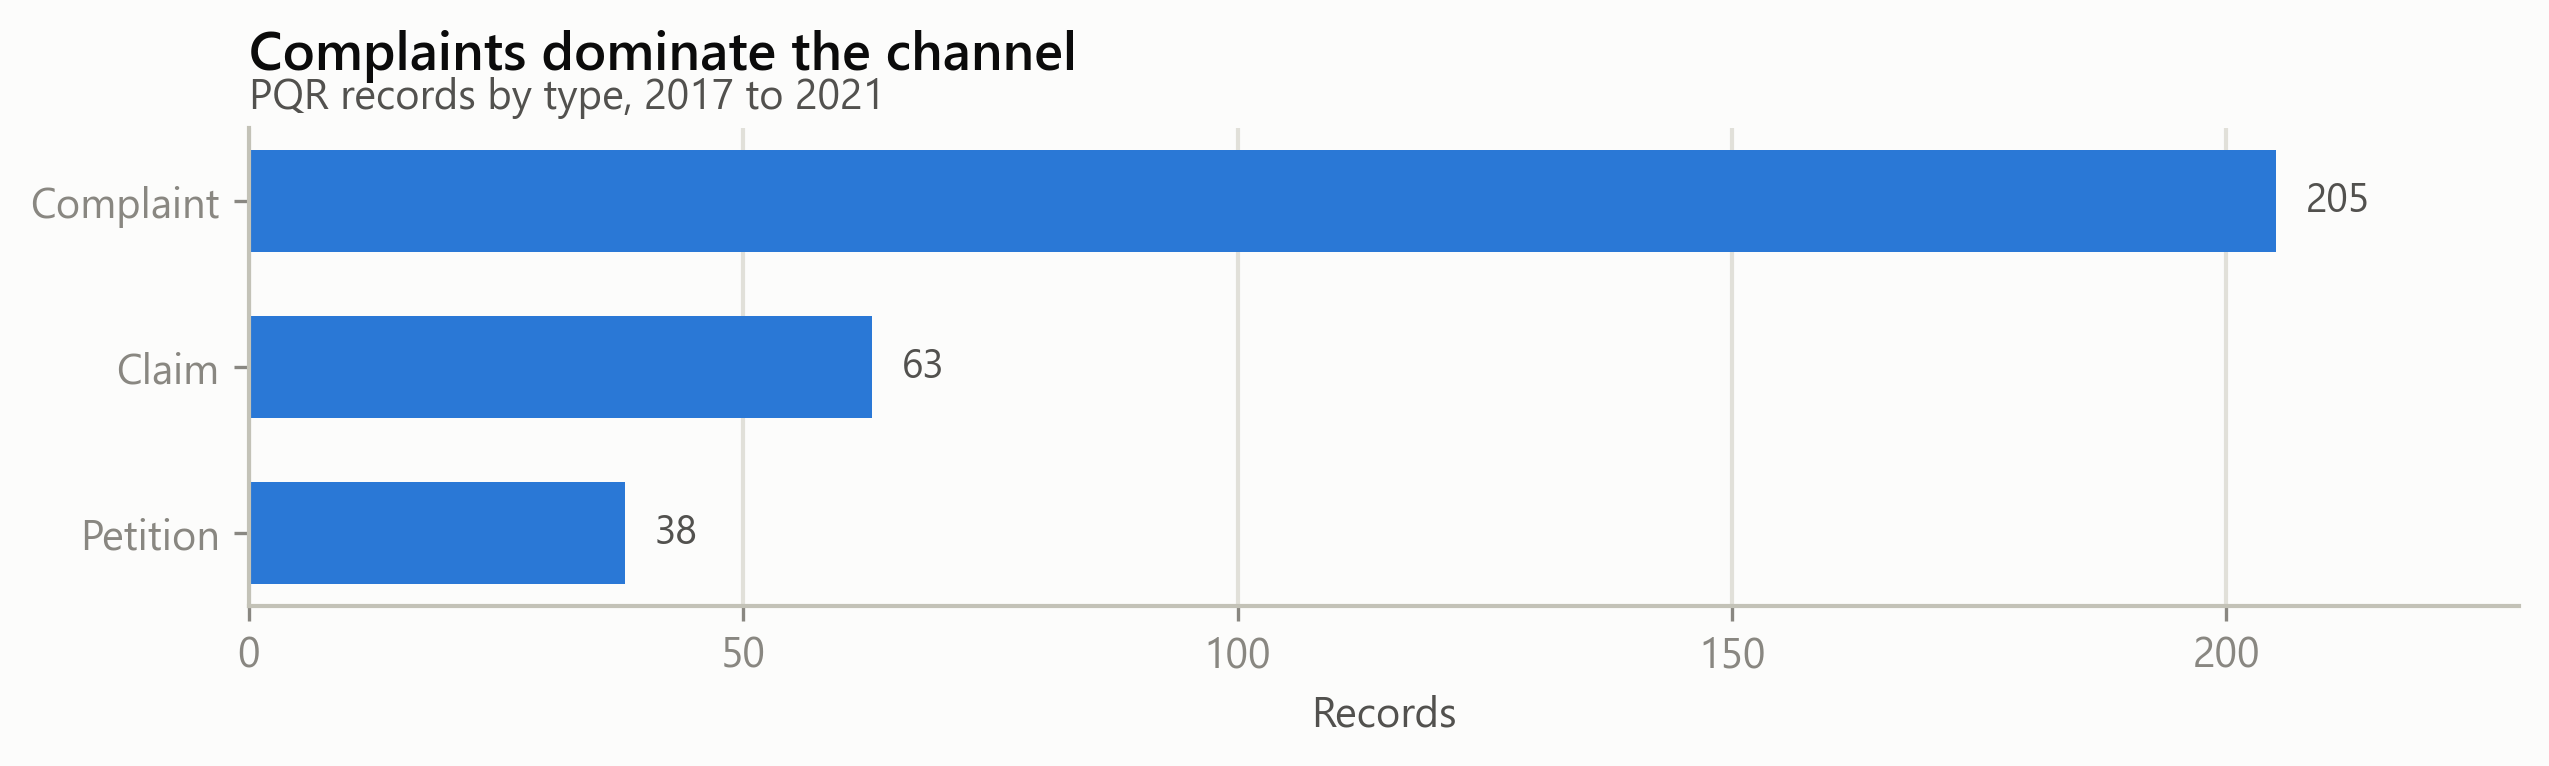 Complaints dominate the channel
PQR records by type, 2017 to 2021
Complaint 205
Claim 63
Petition 38
0 50 100 150 200
Records